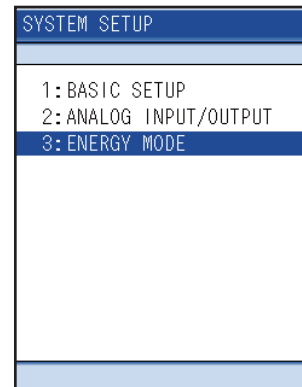 SYSTEM SETUP
1:BASIC SETUP
2:ANALOG INPUT/OUTPUT
3:ENERGY MODE